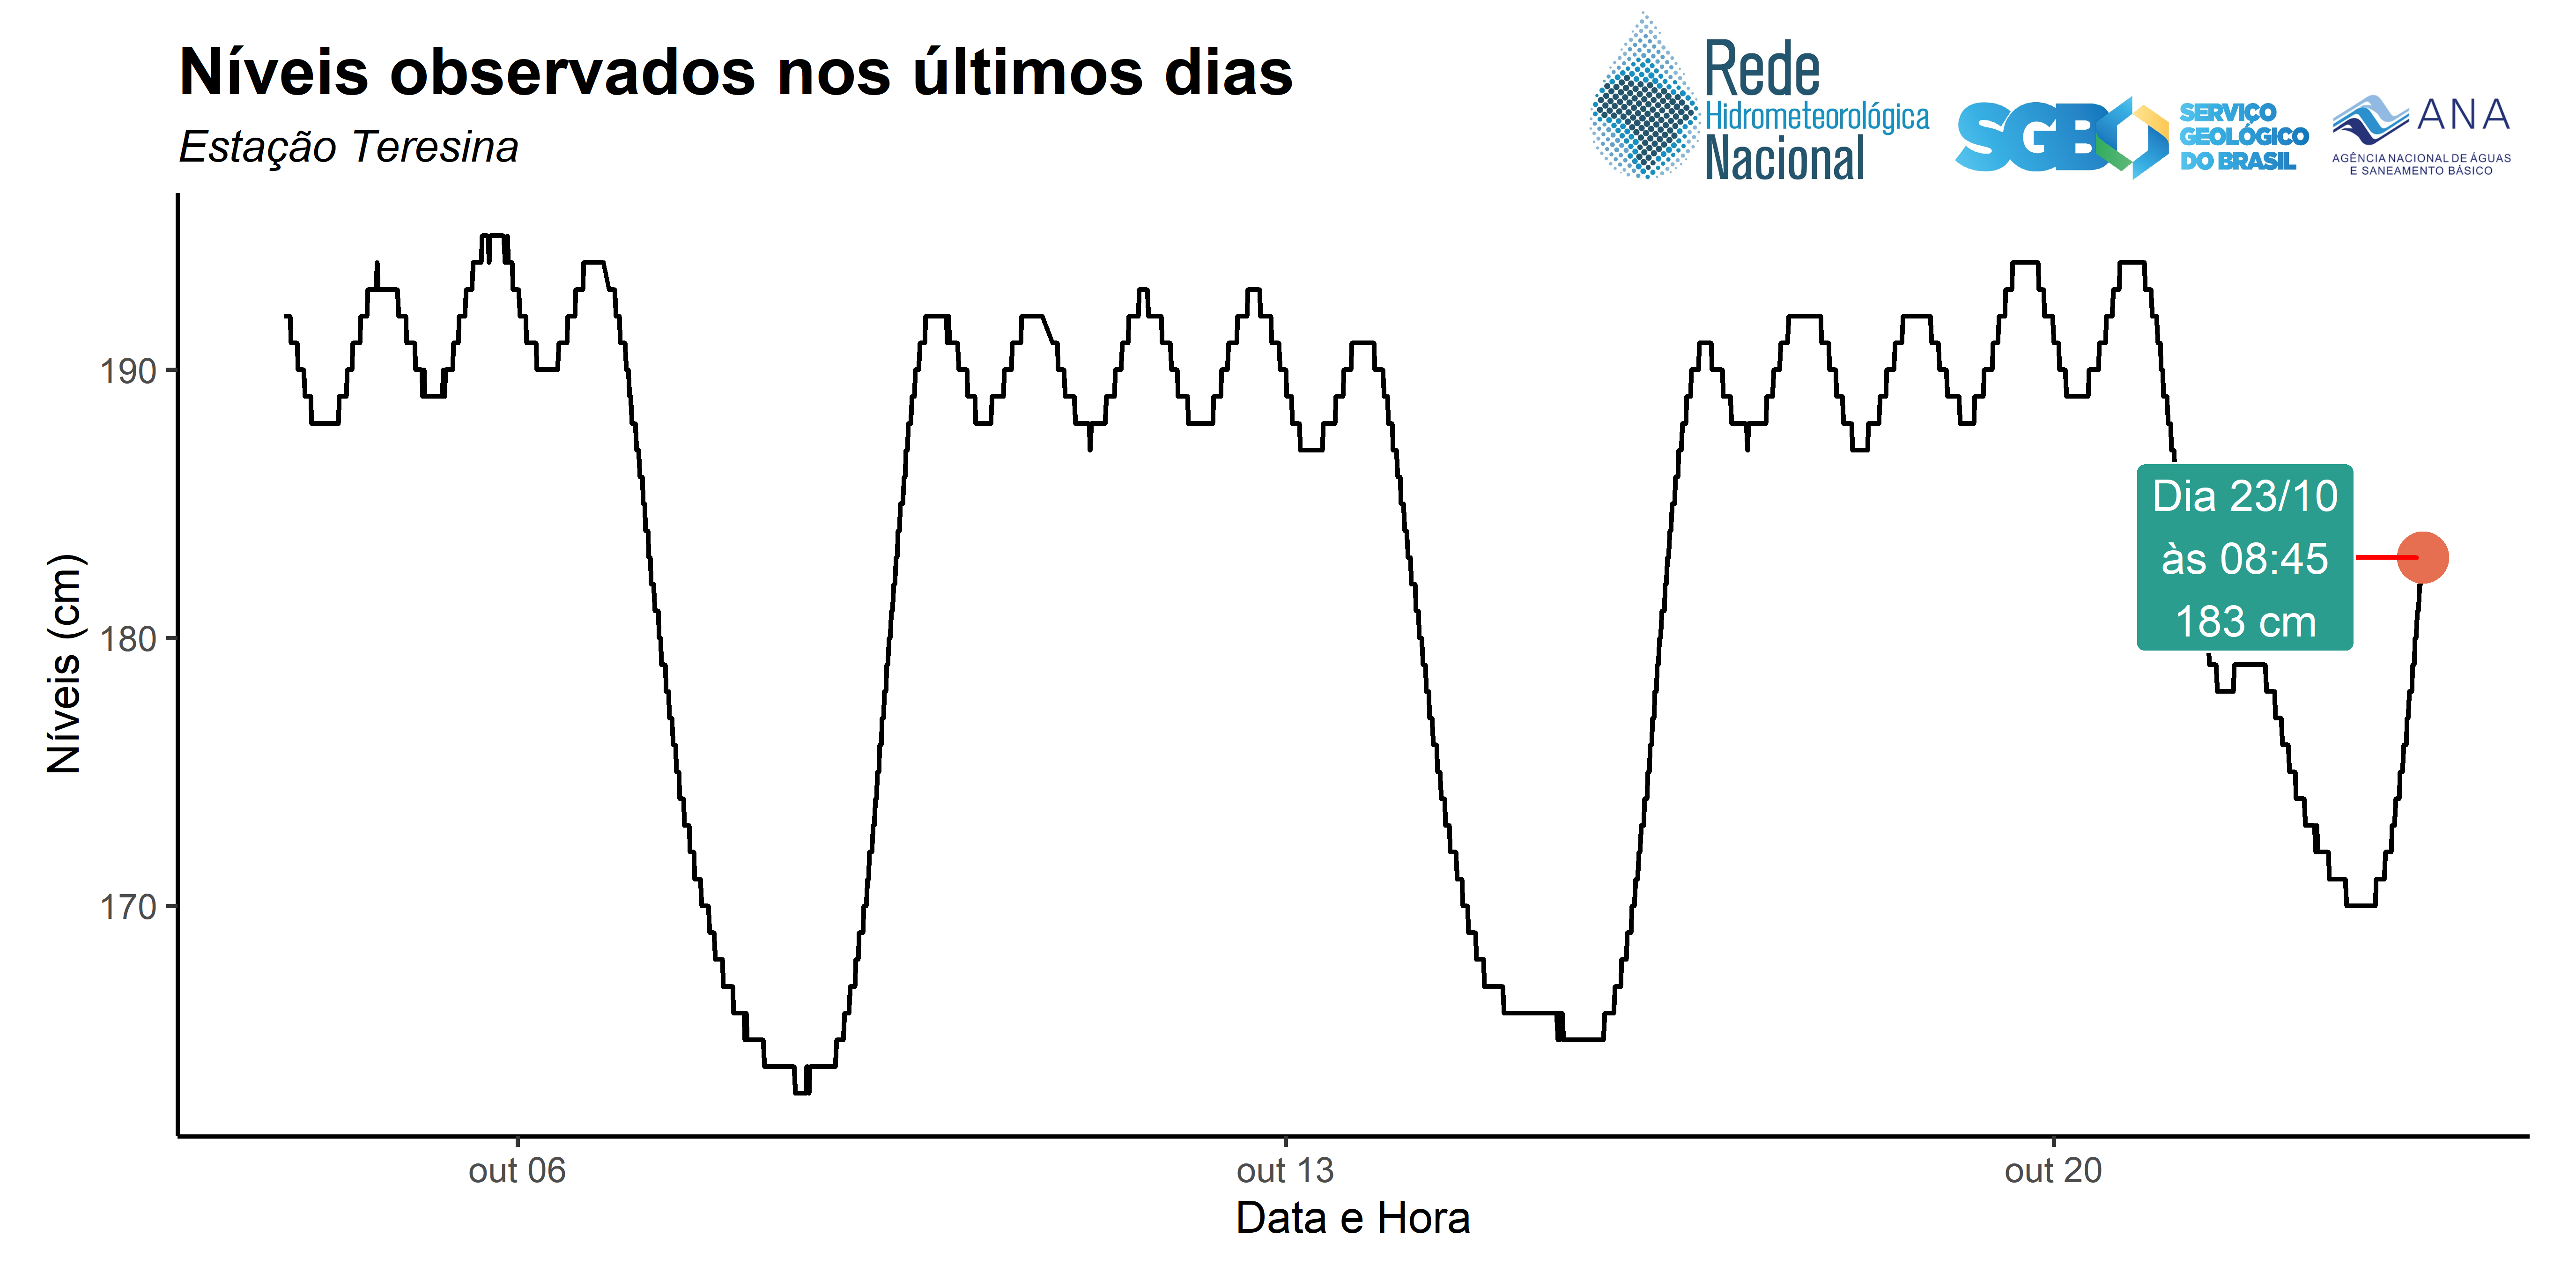 Níveis observados nos últimos dias
Estação Teresina
Rede
Hidrometeorológica
Nacional
SGB
SERVIÇO
GEOLÓGICO
DO BRASIL
ANA
AGÊNCIA NACIONAL DE ÁGUAS
E SANEAMENTO BÁSICO
Níveis (cm)
190
180
170
Dia 23/10
às 08:45
183 cm
out 06
out 13
out 20
Data e Hora